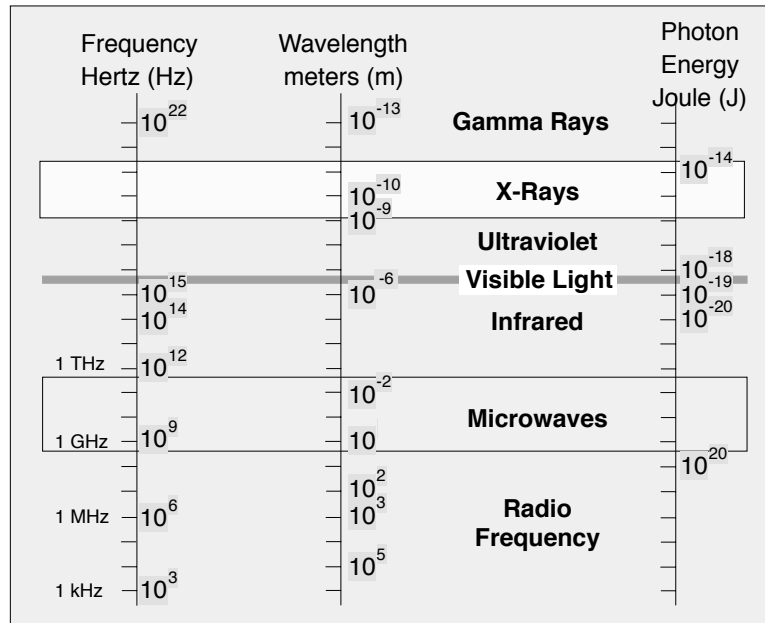 Frequency
Hertz (Hz)
Wavelength
meters (m)
Photon
Energy
Joule (J)
10^22
10^-13
Gamma Rays
10^-14
X-Rays
10^-10
10^-9
Ultraviolet
10^-18
Visible Light
10^15
10^-6
10^-19
10^14
Infrared
10^-20
1 THz
10^12
10^-2
Microwaves
1 GHz
10^9
10
10^20
10^2
1 MHz
10^6
10^3
Radio
Frequency
10^5
1 kHz
10^3